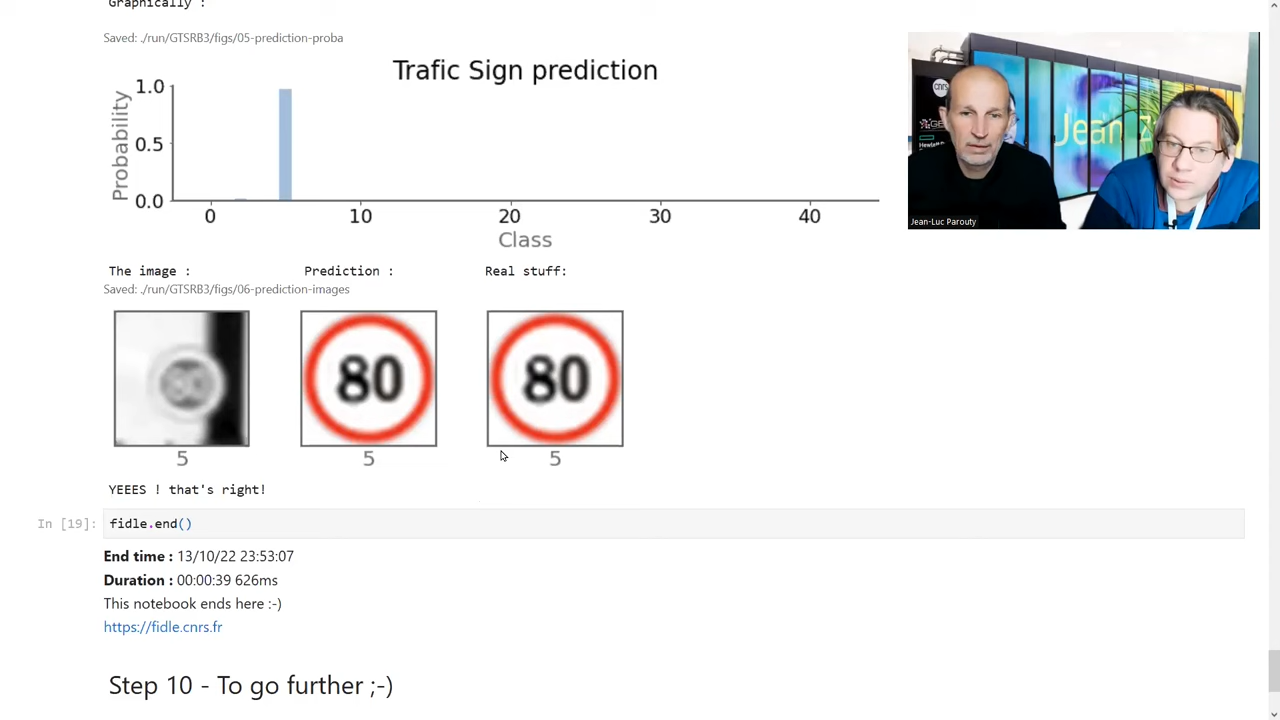 Graphically :
Saved: ./run/GTSRB3/figs/05-prediction-proba
Trafic Sign prediction
Probability
1.0
0.5
0.0
0 10 20 30 40
Class
The image : Prediction : Real stuff:
Saved: ./run/GTSRB3/figs/06-prediction-images
80 80
5 5 5
YEEES ! that's right!
In [19]: fidle.end()
End time : 13/10/22 23:53:07
Duration : 00:00:39 626ms
This notebook ends here :-)
https://fidle.cnrs.fr
Step 10 - To go further ;-)
cnrs
Jean Z
Jean-Luc Parouty